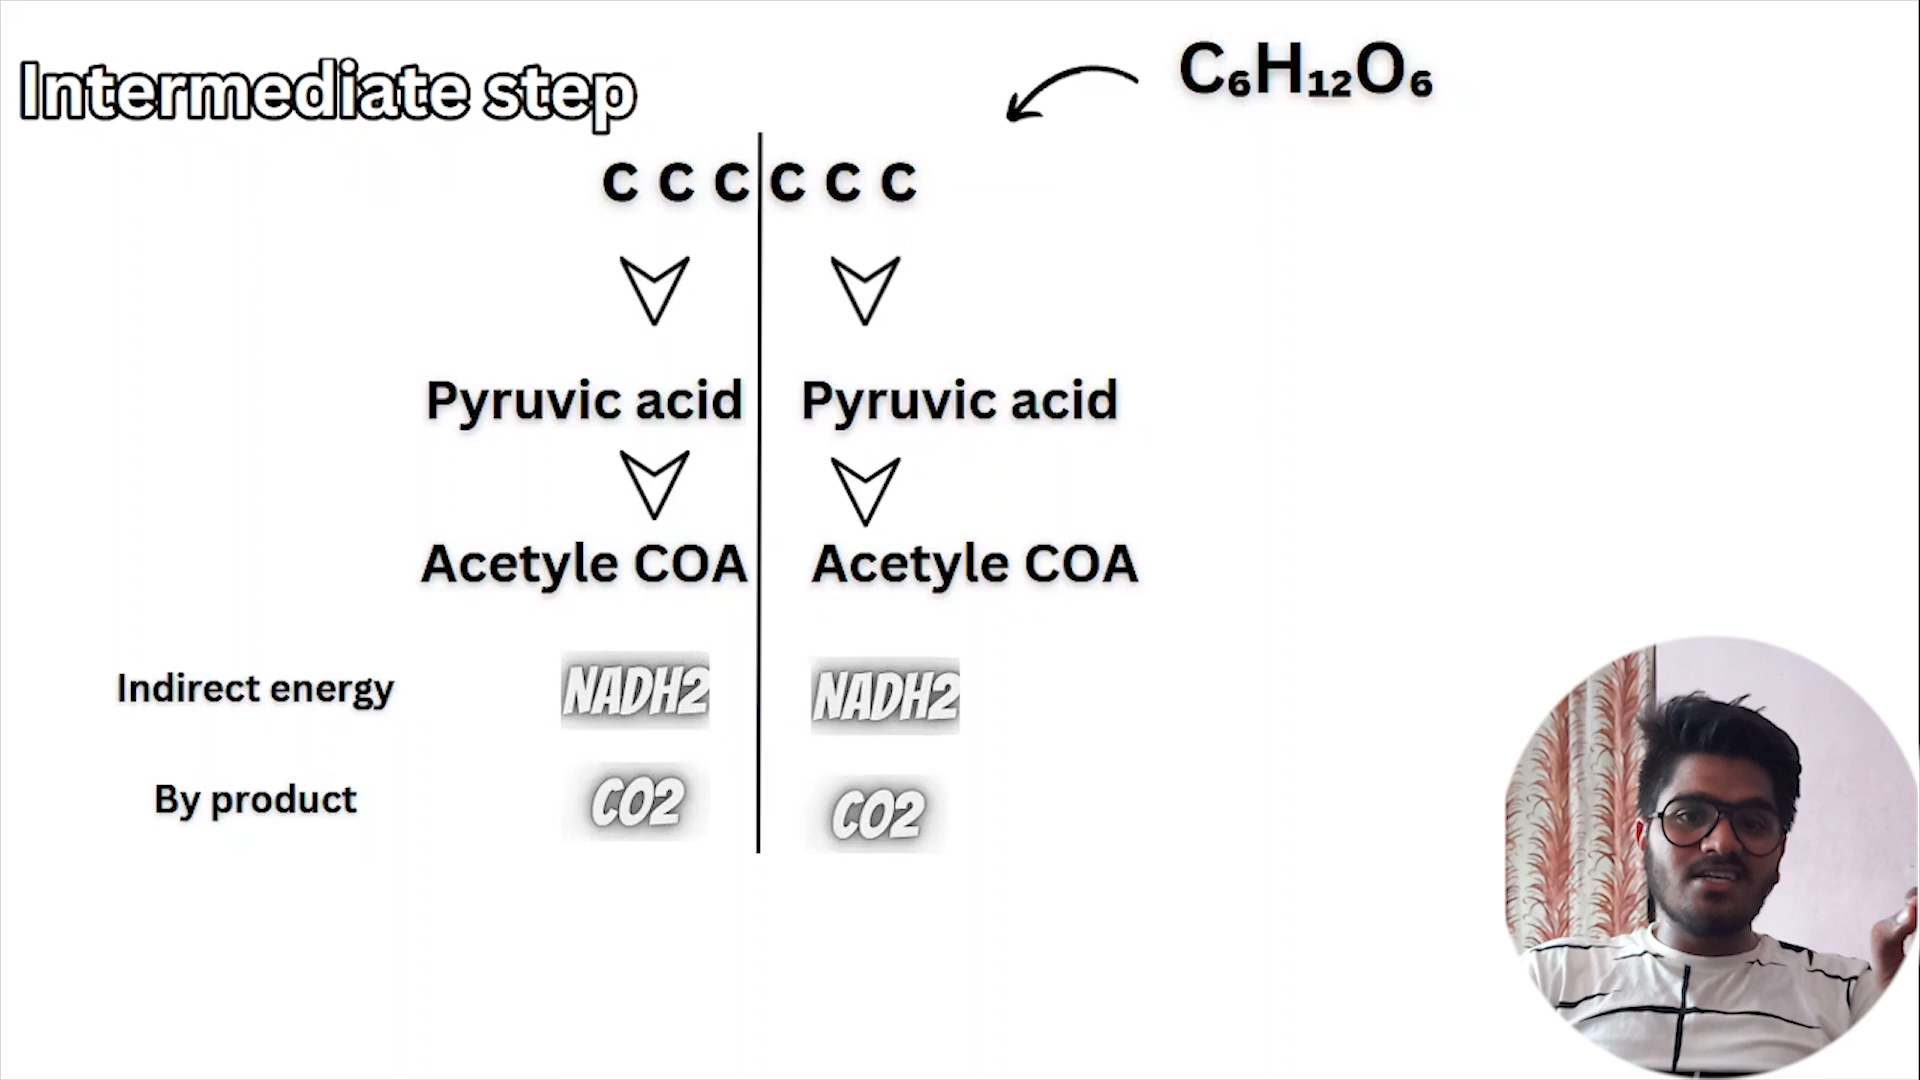 Intermediate step
C₆H₁₂O₆
C C C C C C
Pyruvic acid Pyruvic acid
Acetyle COA Acetyle COA
Indirect energy NADH2 NADH2
By product CO2 CO2